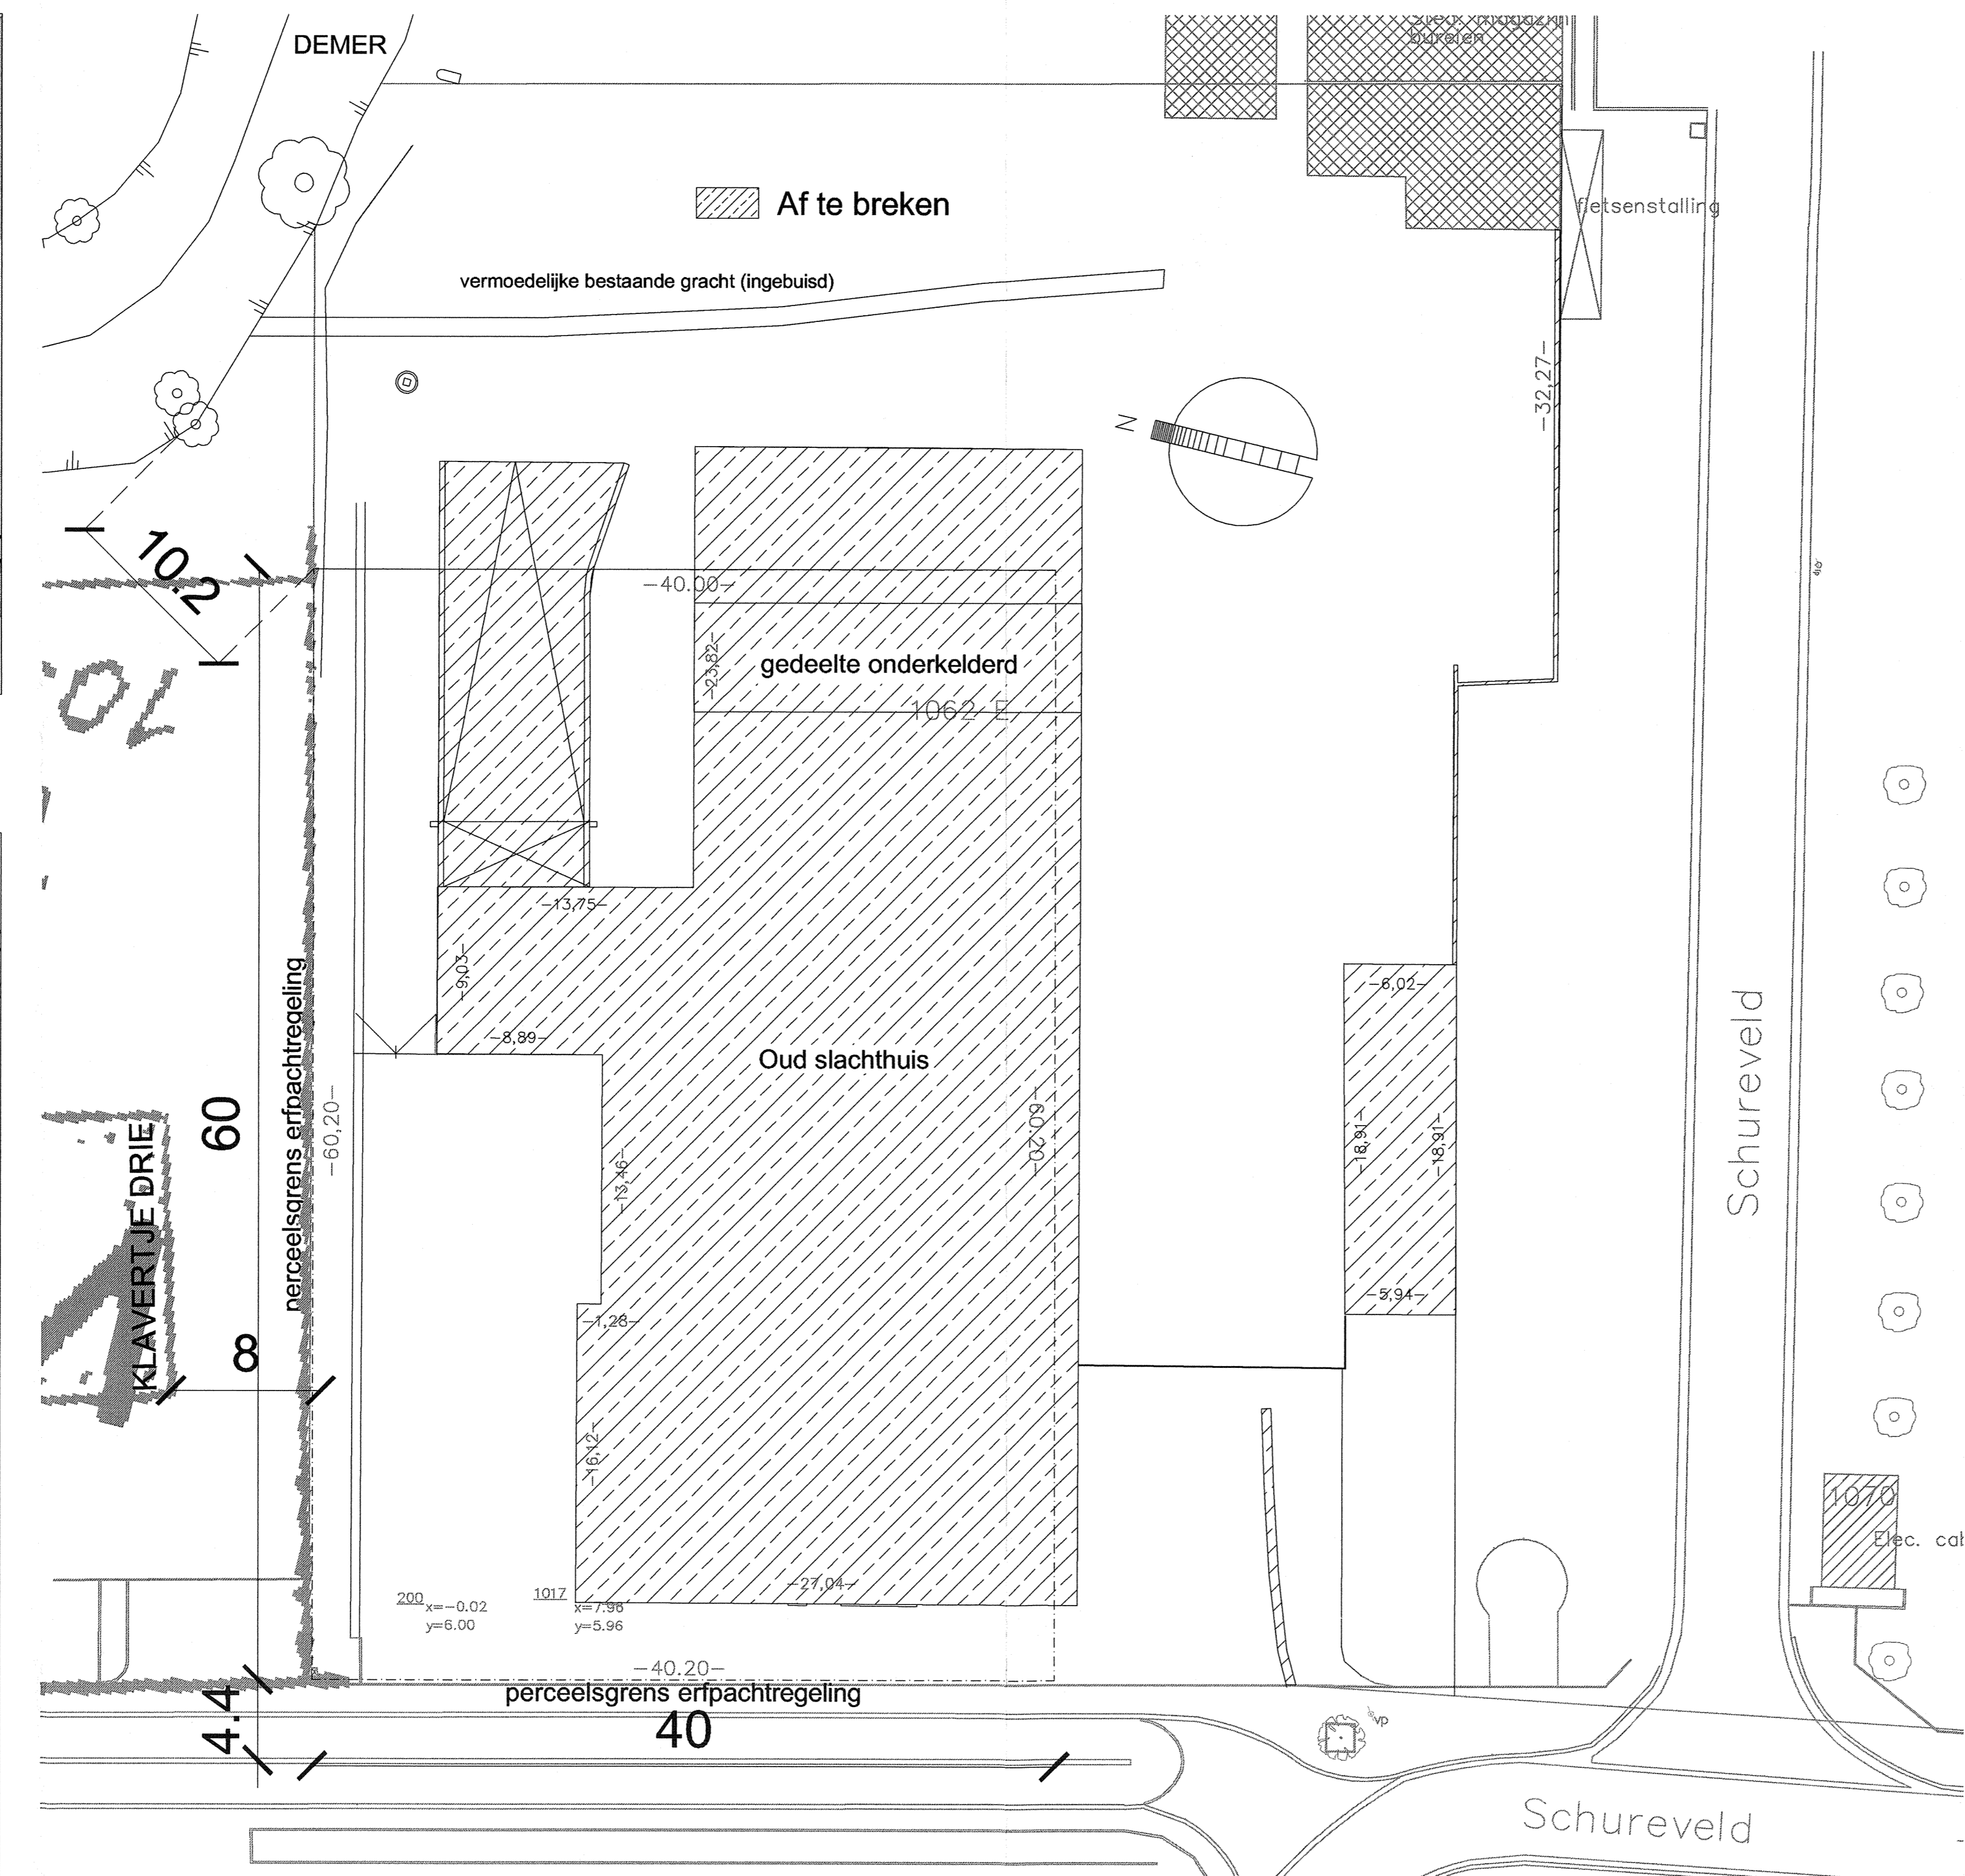 DEMER
burelen
Af te breken
fietsenstalling
vermoedelijke bestaande gracht (ingebuisd)
-32,27-
N
10.2
-40.00-
-23,82-
gedeelte onderkelderd
1062 E
-13,75-
-9,03-
-6,02-
-8,89-
Oud slachthuis
perceelsgrens erfpachtregeling
60
-60,20-
-60.20-
KLAVERTJE DRIE
-13,46-
-18,91-
-18,91-
Schureveld
-5,94-
-1,28-
8
-16,12-
1070
Elec. cab
-27,04-
200
x=-0.02
y=6.00
1017
x=7.96
y=5.96
-40.20-
perceelsgrens erfpachtregeling
4.4
40
vp
Schureveld